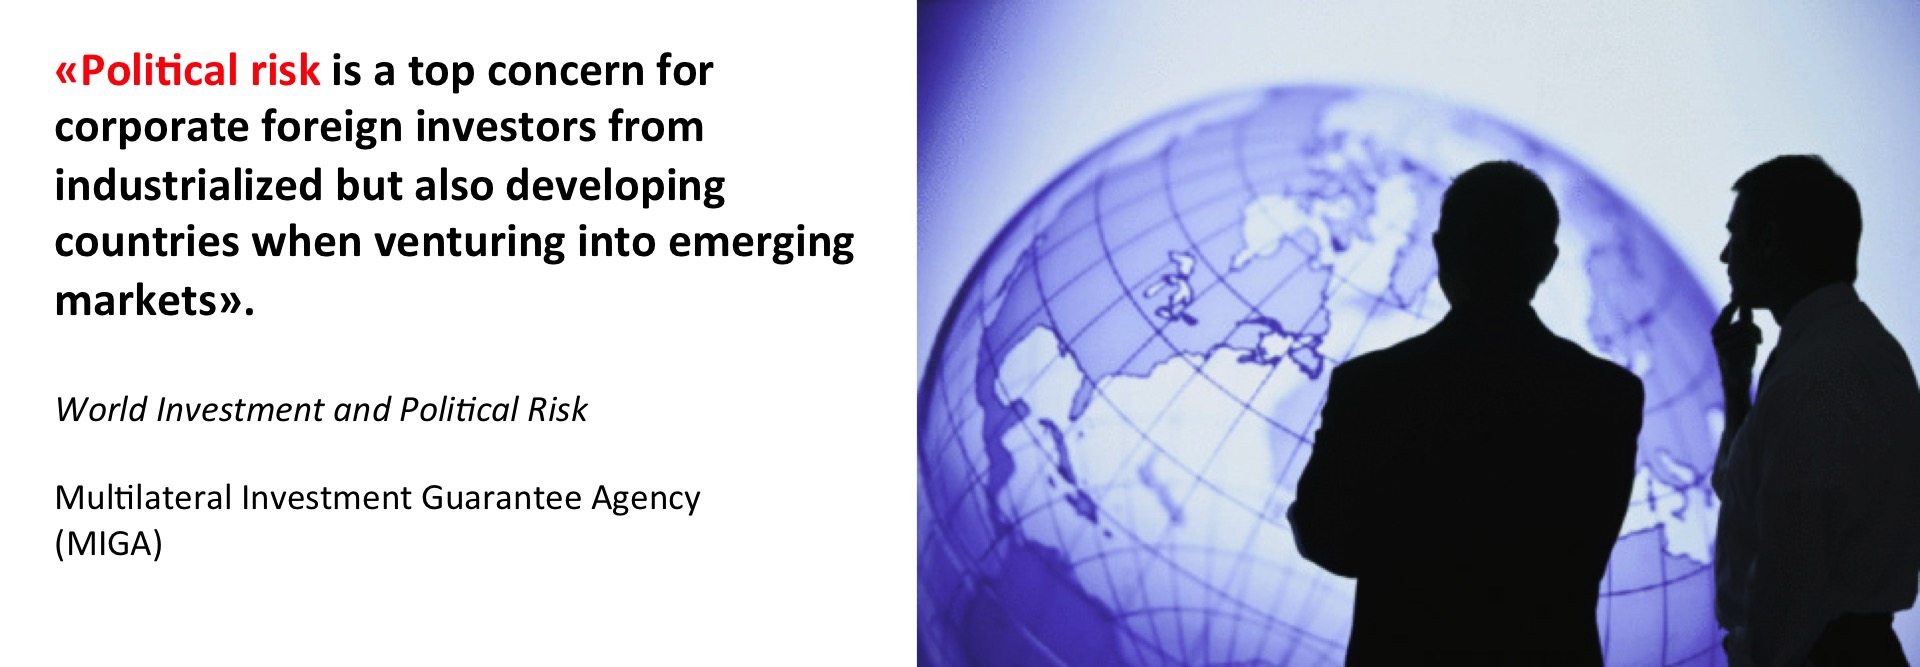 «Political risk is a top concern for
corporate foreign investors from
industrialized but also developing
countries when venturing into emerging
markets».
World Investment and Political Risk
Multilateral Investment Guarantee Agency
(MIGA)